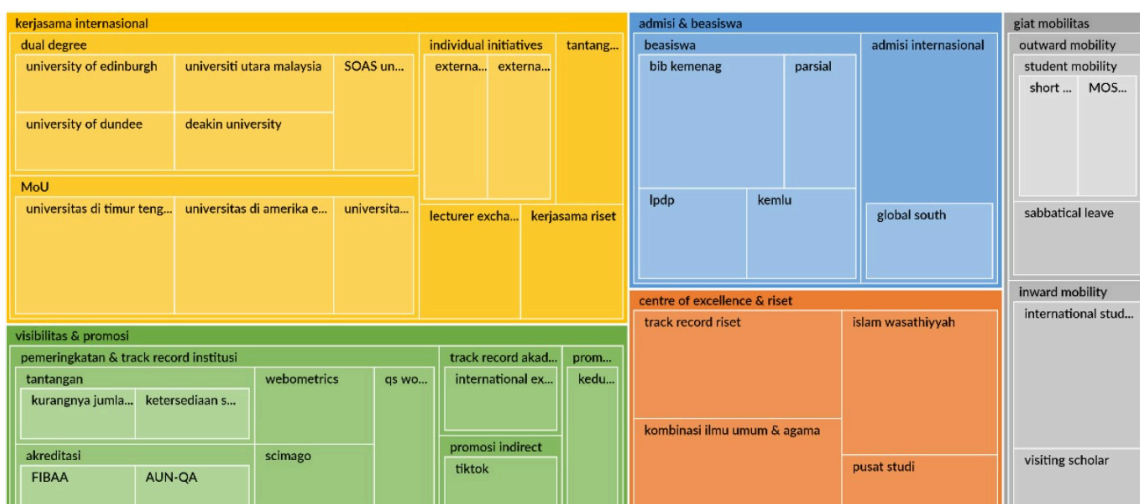 kerjasama internasional
dual degree
university of edinburgh
universiti utara malaysia
SOAS un...
university of dundee
deakin university
MoU
universitas di timur teng...
universitas di amerika e...
universita...
individual initiatives
externa...
externa...
tantang...
lecturer excha...
kerjasama riset
visibilitas & promosi
pemeringkatan & track record institusi
tantangan
kurangnya jumla...
ketersediaan s...
akreditasi
FIBAA
AUN-QA
webometrics
scimago
qs wo...
track record akad...
international ex...
promosi indirect
tiktok
prom...
kedu...
admisi & beasiswa
beasiswa
bib kemenag
parsial
lpdp
kemlu
admisi internasional
global south
centre of excellence & riset
track record riset
islam wasathiyyah
kombinasi ilmu umum & agama
pusat studi
giat mobilitas
outward mobility
student mobility
short ...
MOS...
sabbatical leave
inward mobility
international stud...
visiting scholar